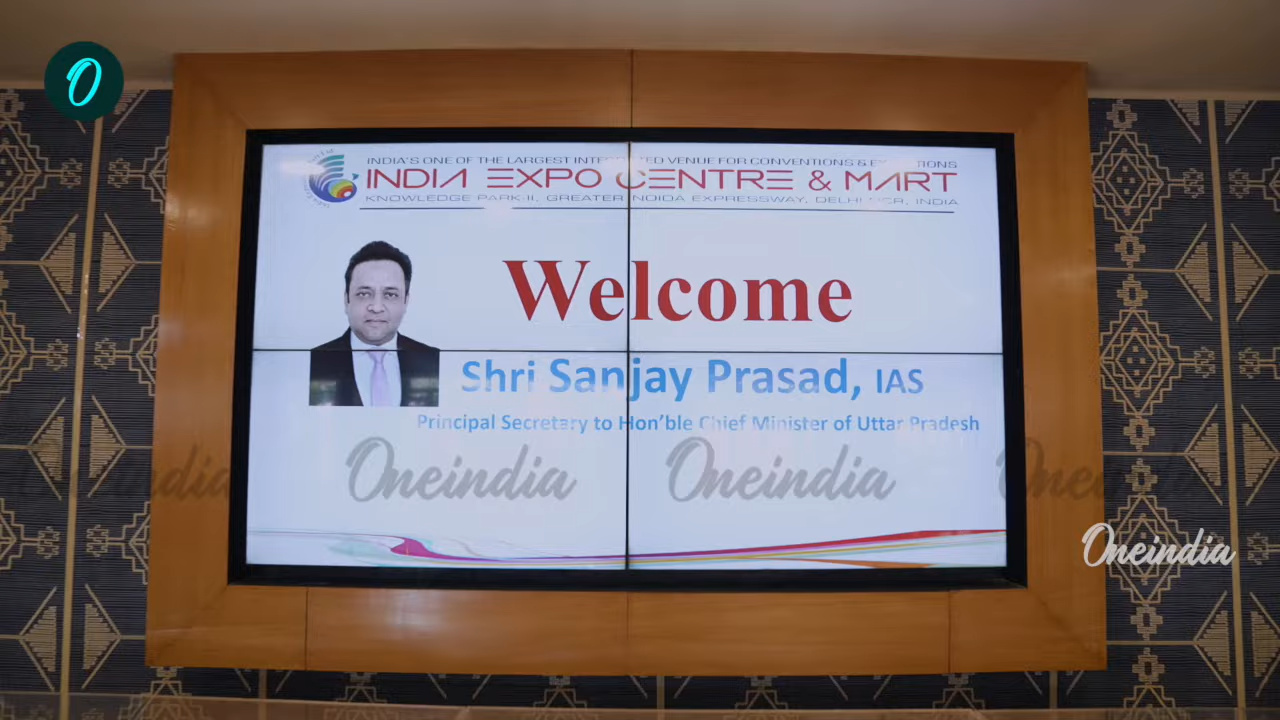 O
INDIA'S ONE OF THE LARGEST INTEGRATED VENUE FOR CONVENTIONS & EXHIBITIONS
INDIA EXPO CENTRE & MART
KNOWLEDGE PARK-II, GREATER NOIDA EXPRESSWAY, DELHI NCR, INDIA
Welcome
Shri Sanjay Prasad, IAS
Principal Secretary to Hon'ble Chief Minister of Uttar Pradesh
Oneindia Oneindia Oneindia Oneindia
Oneindia